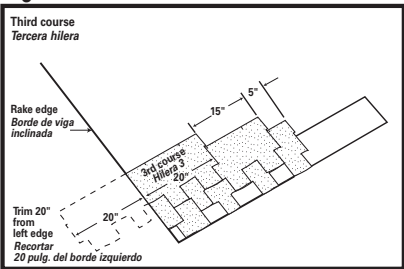 Third course
Tercera hilera
5"
15"
Rake edge
Borde de viga
inclinada
3rd course
Hilera 3
20"
20"
Trim 20"
from
left edge
Recortar
20 pulg. del borde izquierdo